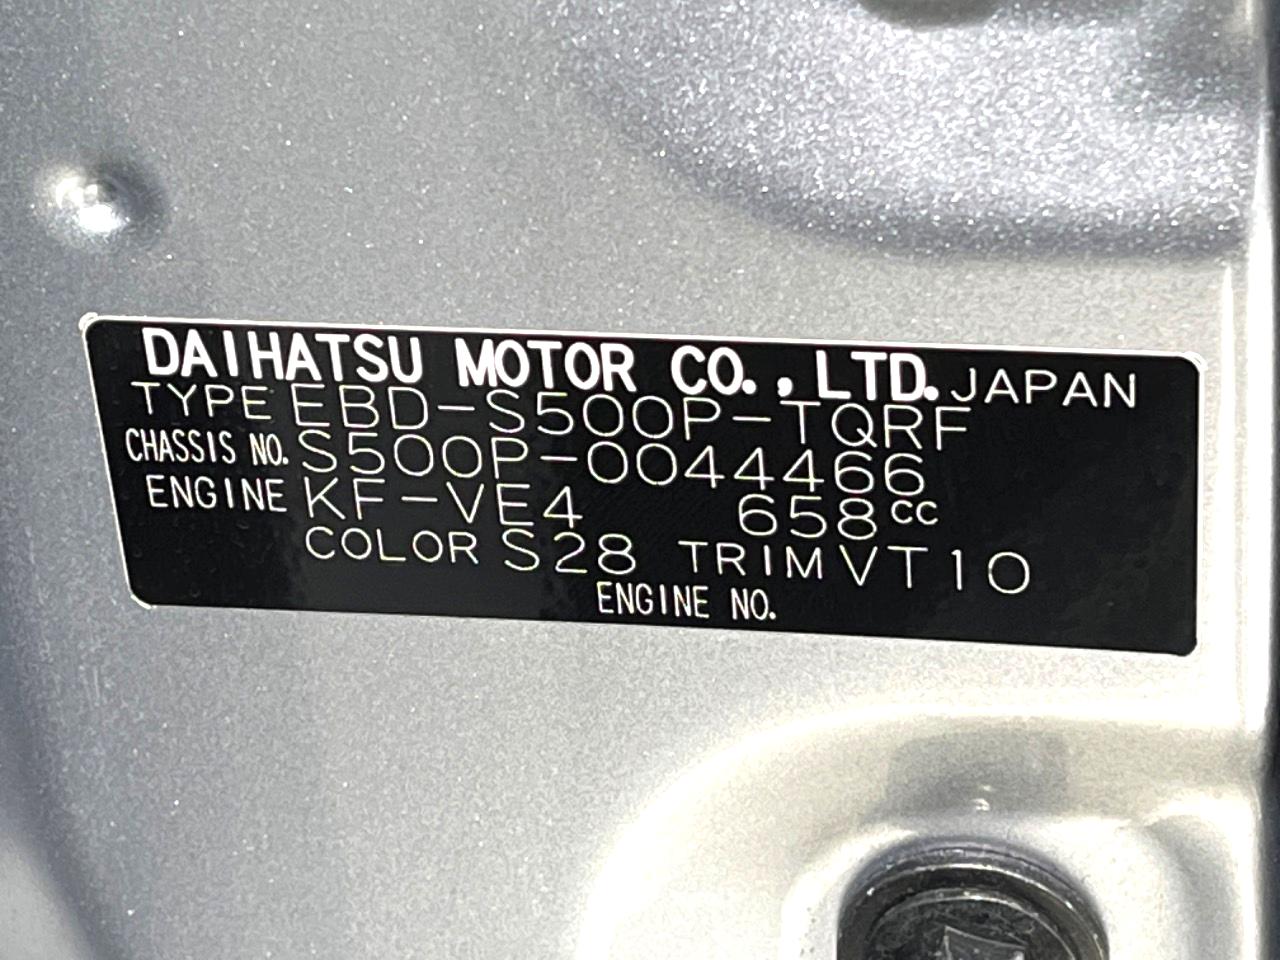 DAIHATSU MOTOR CO.,LTD. JAPAN
TYPE EBD-S500P-TQRF
CHASSIS NO. S500P-0044466
ENGINE KF-VE4 658cc
COLOR S28 TRIM VT10
ENGINE NO.